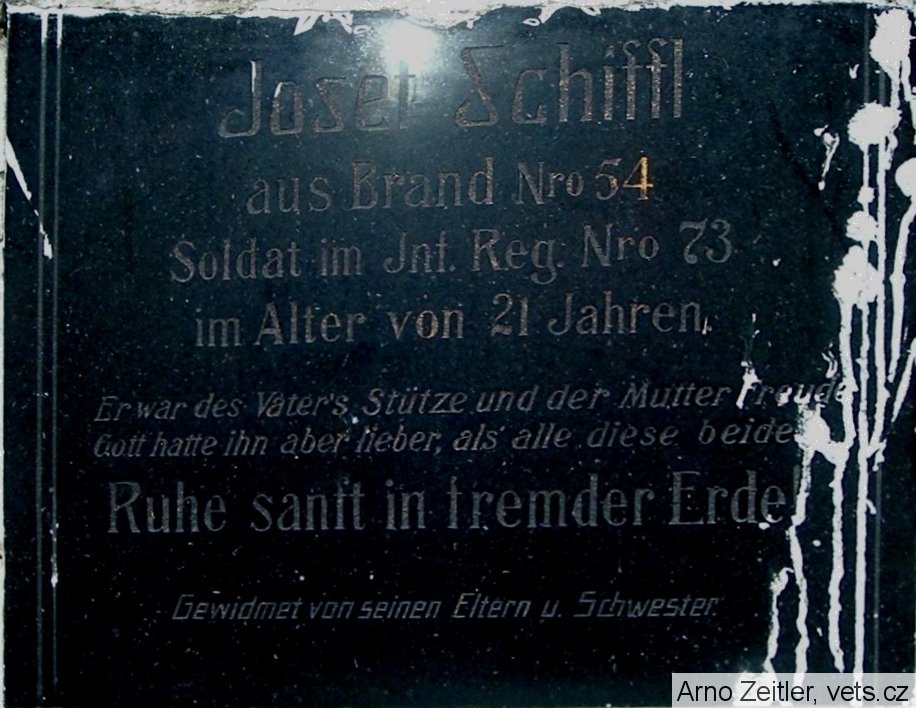 Josef Schiffl
aus Brand Nro 54
Soldat im Inf. Reg. Nro 73
im Alter von 21 Jahren,
Er war des Vater's Stütze und der Mutter Freude
Gott hatte ihn aber lieber, als alle diese beide
Ruhe sanft in fremder Erde!
Gewidmet von seinen Eltern u. Schwester.
Arno Zeitler, vets.cz